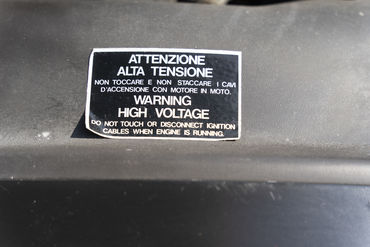 ATTENZIONE
ALTA TENSIONE
NON TOCCARE E NON STACCARE I CAVI
D'ACCENSIONE CON MOTORE IN MOTO.
WARNING
HIGH VOLTAGE
DO NOT TOUCH OR DISCONNECT IGNITION
CABLES WHEN ENGINE IS RUNNING.